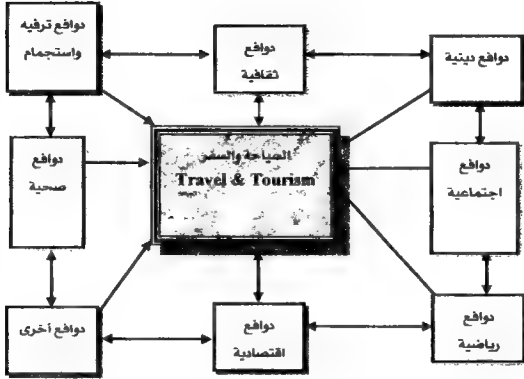 دوافع ترفيه
واستجمام
دوافع
ثقافية
دوافع دينية
دوافع
صحية
السياحة والسفر
Travel & Tourism
دوافع
اجتماعية
دوافع أخرى
دوافع
اقتصادية
دوافع
رياضية